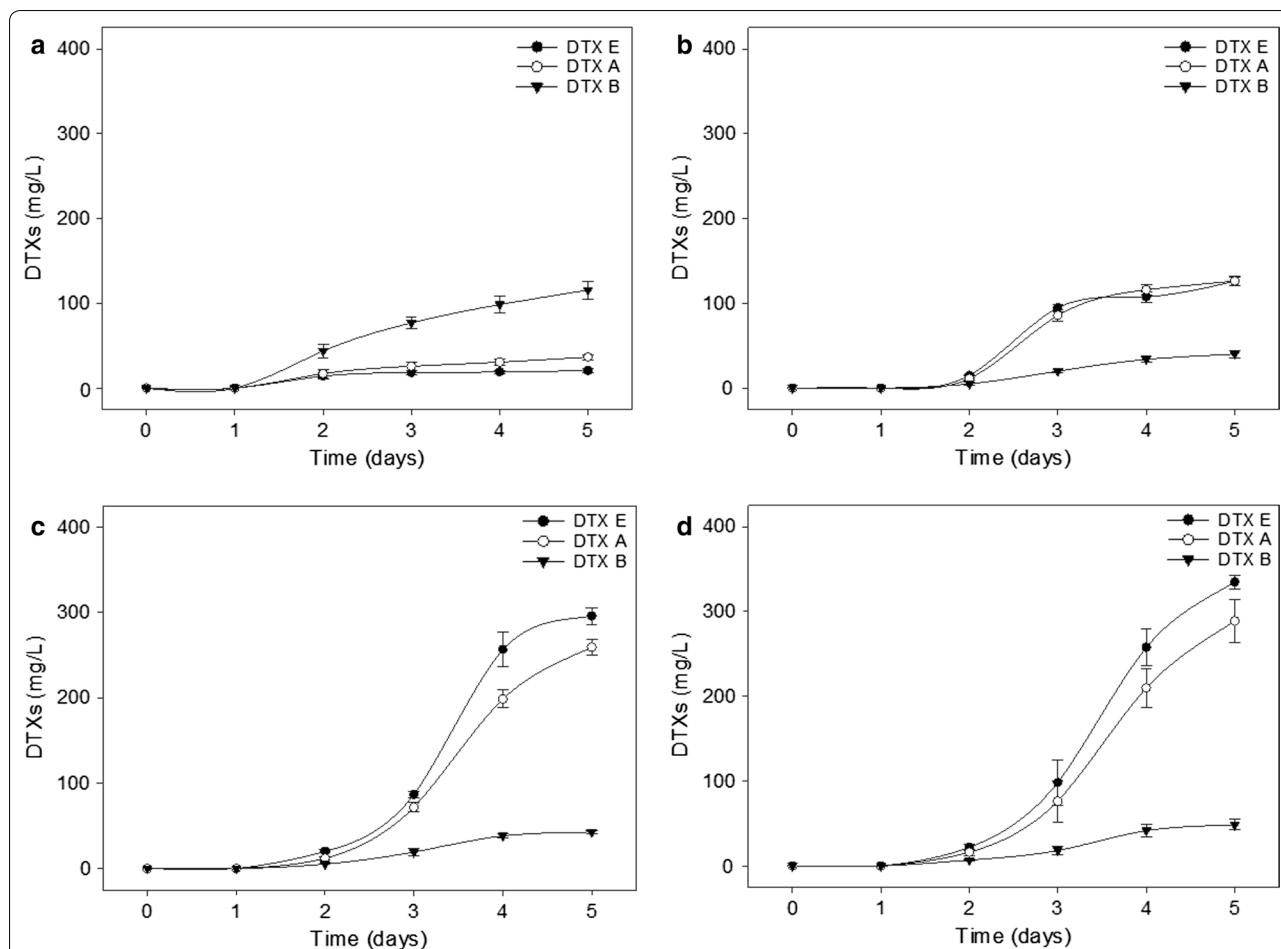 a
DTX E
DTX A
DTX B
400
300
200
100
0
DTXs (mg/L)
0 1 2 3 4 5
Time (days)
b
DTX E
DTX A
DTX B
400
300
200
100
0
DTXs (mg/L)
0 1 2 3 4 5
Time (days)
c
DTX E
DTX A
DTX B
400
300
200
100
0
DTXs (mg/L)
0 1 2 3 4 5
Time (days)
d
DTX E
DTX A
DTX B
400
300
200
100
0
DTXs (mg/L)
0 1 2 3 4 5
Time (days)